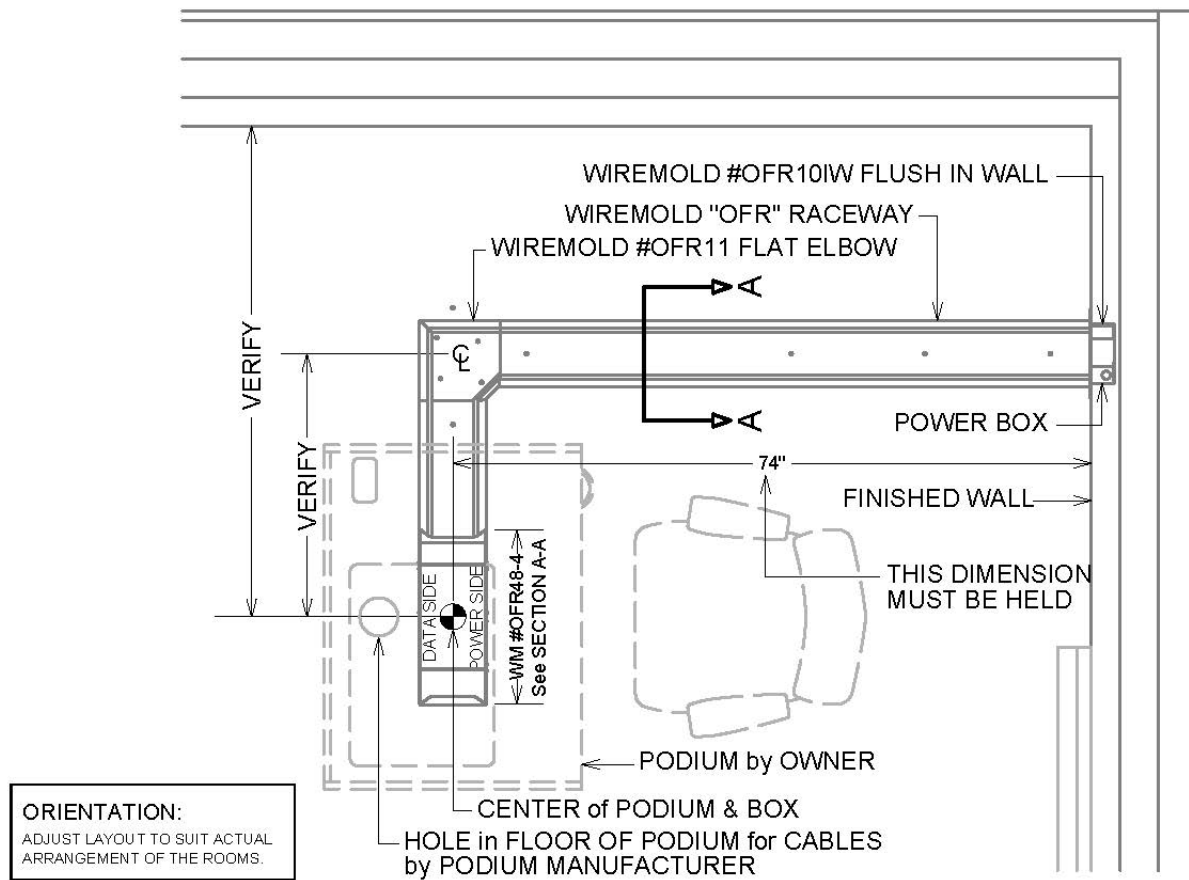 WIREMOLD #OFR10IW FLUSH IN WALL
WIREMOLD "OFR" RACEWAY
WIREMOLD #OFR11 FLAT ELBOW
A
VERIFY
VERIFY
CL
A
POWER BOX
74"
FINISHED WALL
THIS DIMENSION
MUST BE HELD
DATA SIDE
POWER SIDE
WM #OFR48-4
See SECTION A-A
PODIUM by OWNER
CENTER of PODIUM & BOX
HOLE in FLOOR OF PODIUM for CABLES
by PODIUM MANUFACTURER
ORIENTATION:
ADJUST LAYOUT TO SUIT ACTUAL
ARRANGEMENT OF THE ROOMS.